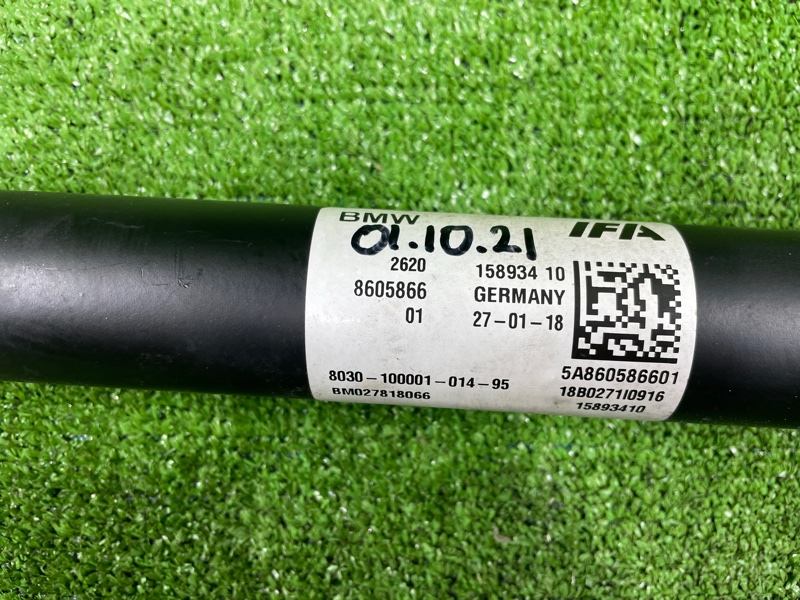 BMW IFA
01.10.21
2620 158934 10
8605866 GERMANY
01 27-01-18
5A860586601
8030-100001-014-95 18B0271I0916
BM027818066 15893410